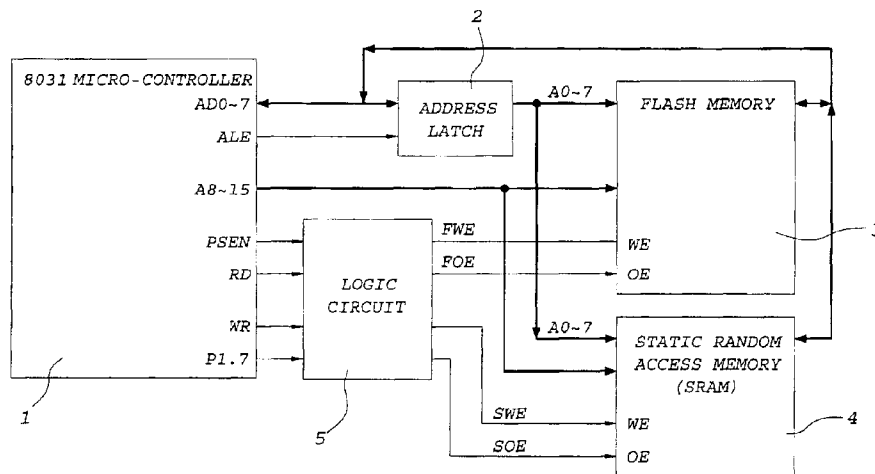 2
8031 MICRO-CONTROLLER
AD0~7
ADDRESS
LATCH
A0~7
FLASH MEMORY
ALE
A8~15
PSEN
FWE
WE
3
RD
LOGIC
CIRCUIT
FOE
OE
WR
A0~7
STATIC RANDOM
ACCESS MEMORY
(SRAM)
P1.7
1
5
SWE
WE
4
SOE
OE